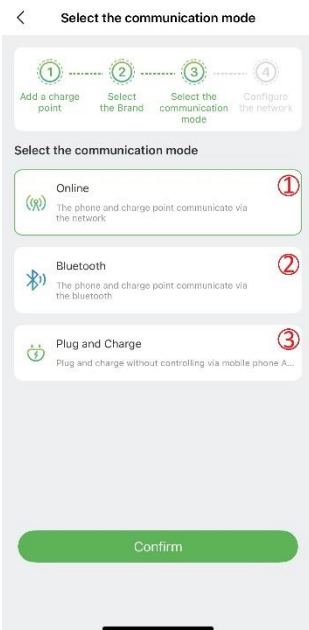 Select the communication mode
1 2 3 4
Add a charge point
Select the Brand
Select the communication mode
Configure the network
Select the communication mode
Online ①
The phone and charge point communicate via
the network
Bluetooth ②
The phone and charge point communicate via
the bluetooth
Plug and Charge ③
Plug and charge without controlling via mobile phone A...
Confirm